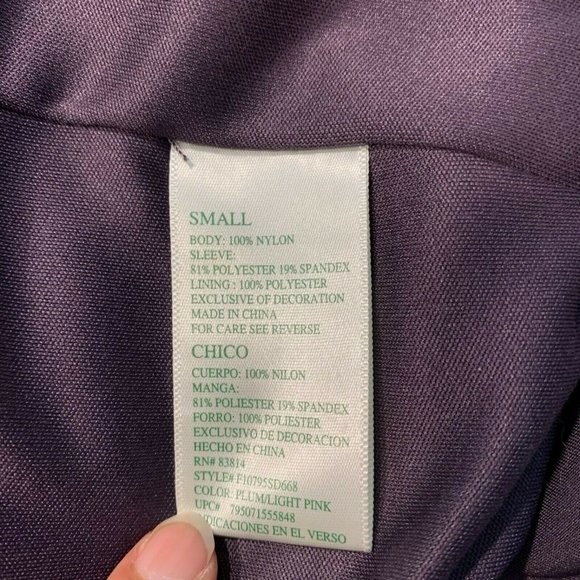 SMALL
BODY: 100% NYLON
SLEEVE:
81% POLYESTER 19% SPANDEX
LINING : 100% POLYESTER
EXCLUSIVE OF DECORATION
MADE IN CHINA
FOR CARE SEE REVERSE
CHICO
CUERPO: 100% NILON
MANGA:
81% POLIESTER 19% SPANDEX
FORRO: 100% POLIESTER
EXCLUSIVO DE DECORACION
HECHO EN CHINA
RN# 83814
STYLE# F10795SD668
COLOR: PLUM/LIGHT PINK
UPC# 795071555848
INDICACIONES EN EL VERSO